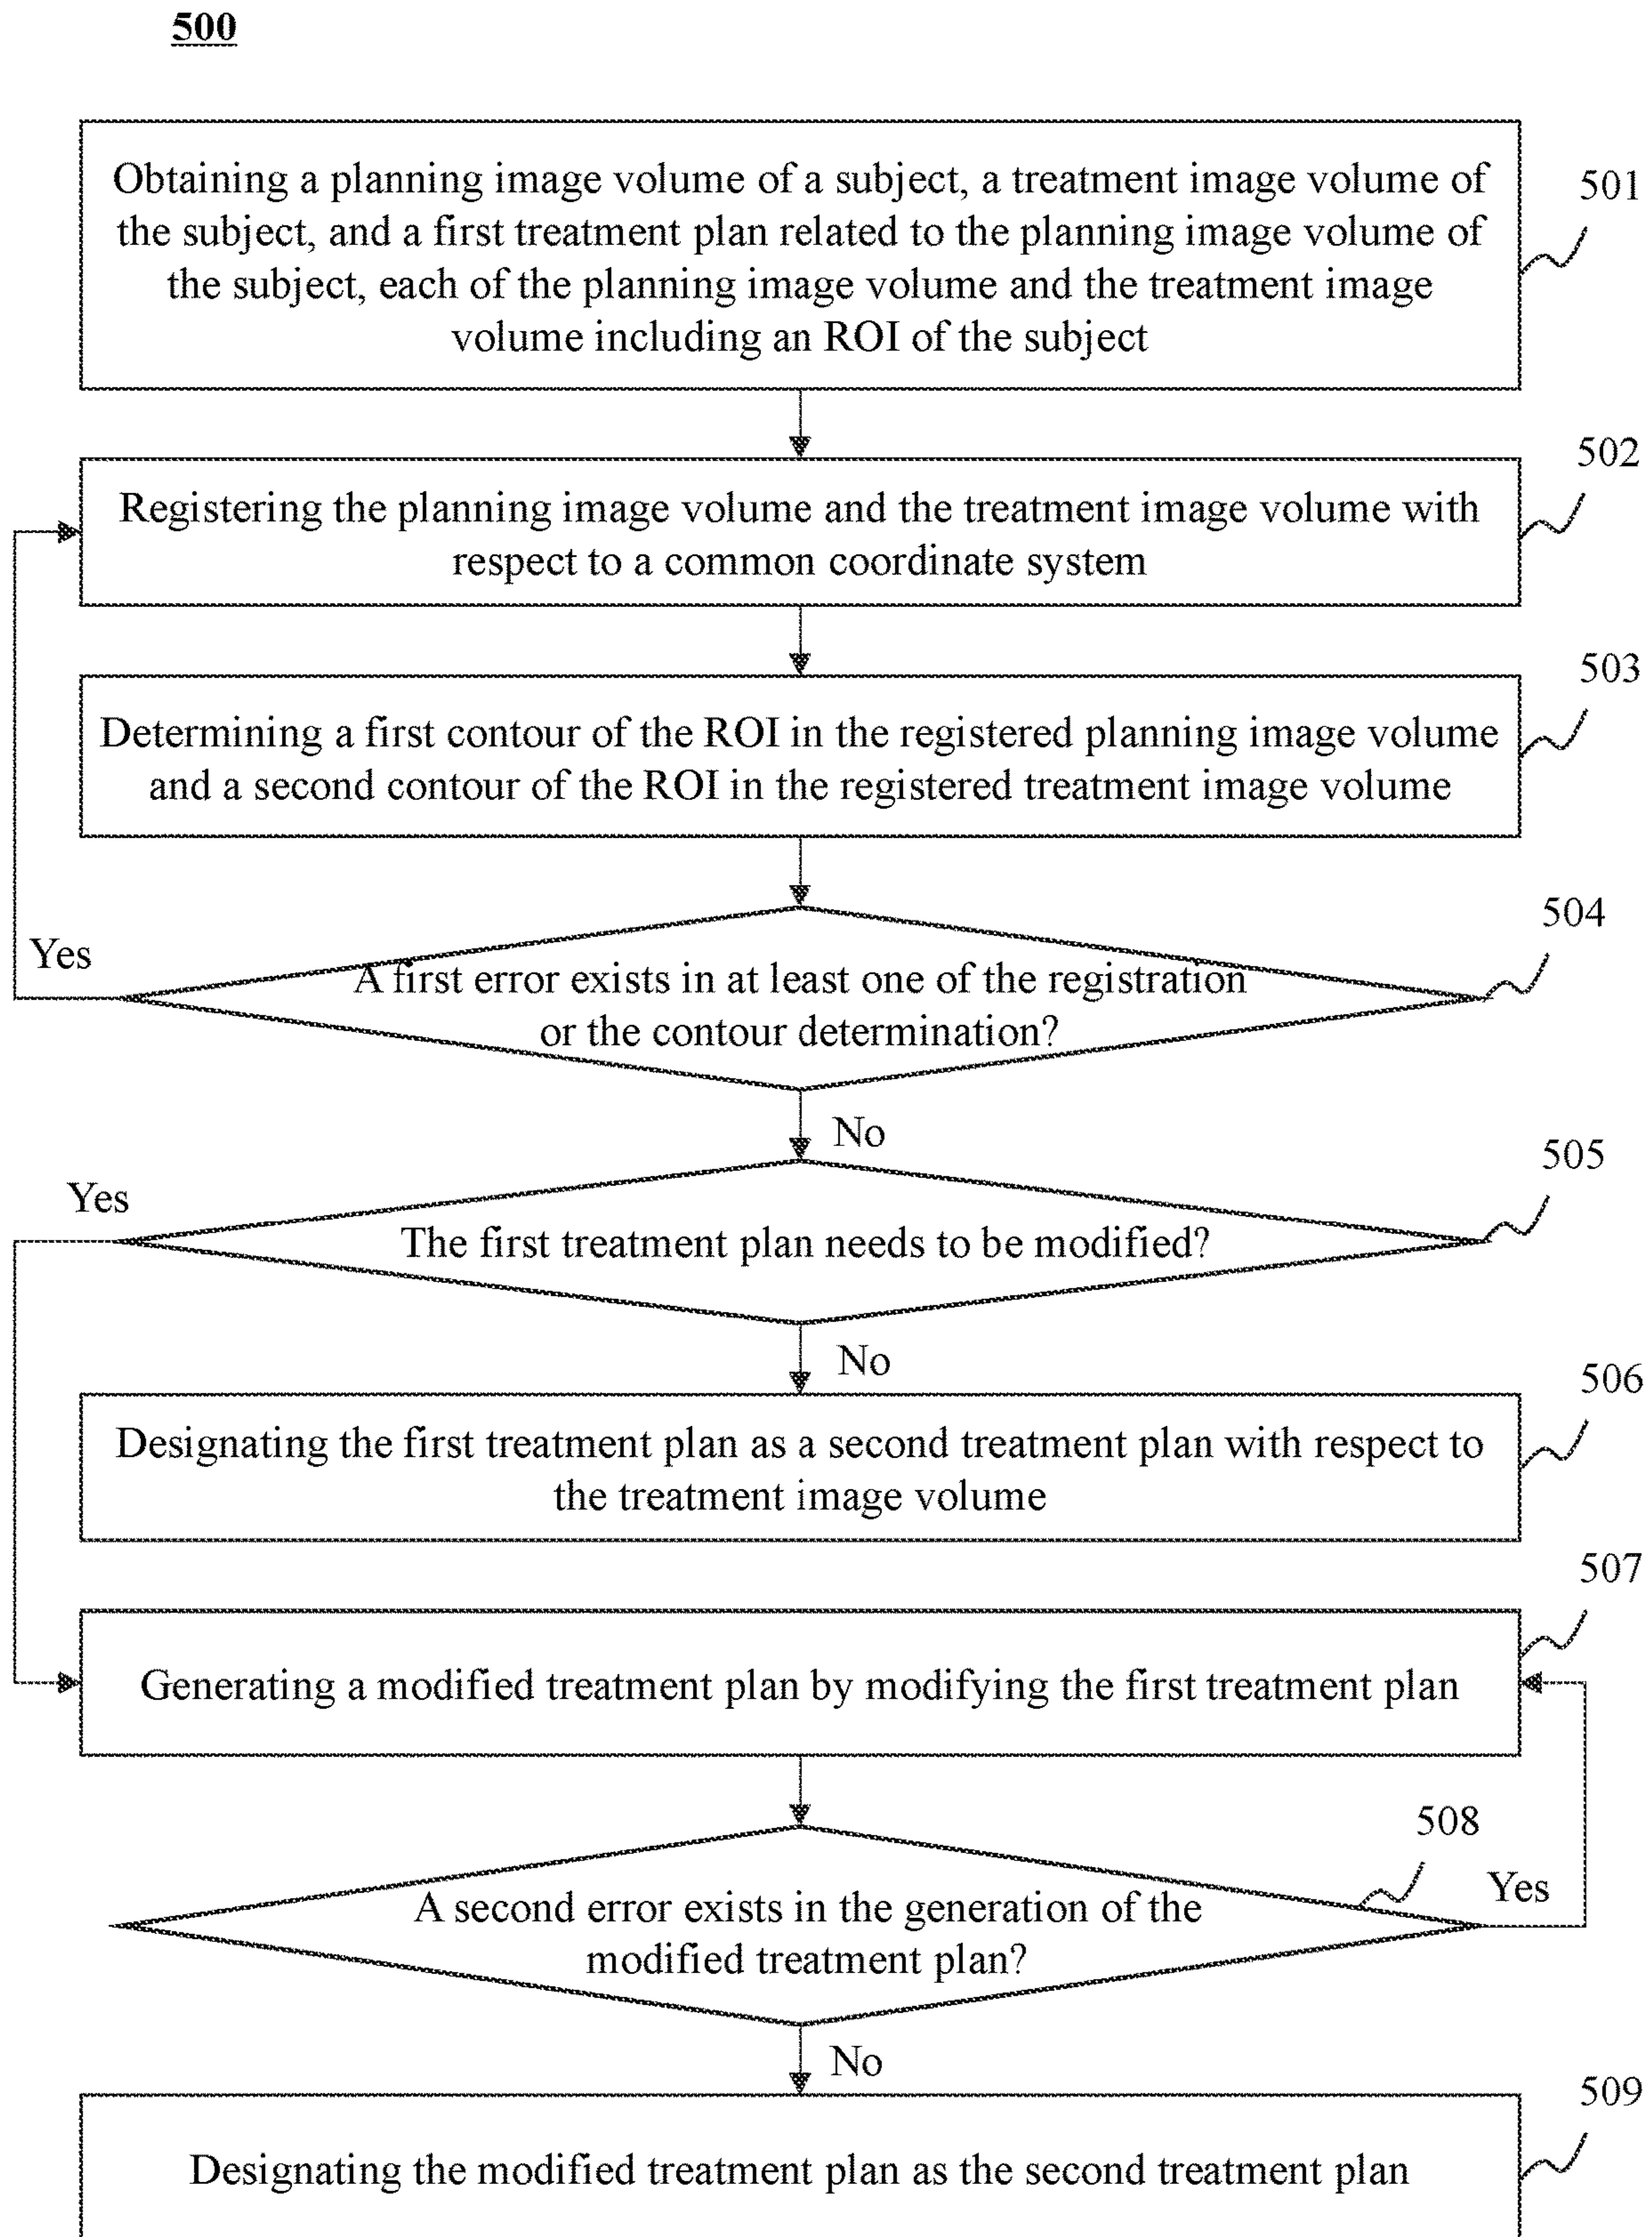 500
Obtaining a planning image volume of a subject, a treatment image volume of
the subject, and a first treatment plan related to the planning image volume of
the subject, each of the planning image volume and the treatment image
volume including an ROI of the subject
501
Registering the planning image volume and the treatment image volume with
respect to a common coordinate system
502
Determining a first contour of the ROI in the registered planning image volume
and a second contour of the ROI in the registered treatment image volume
503
Yes
A first error exists in at least one of the registration
or the contour determination?
504
No
Yes
The first treatment plan needs to be modified?
505
No
Designating the first treatment plan as a second treatment plan with respect to
the treatment image volume
506
Generating a modified treatment plan by modifying the first treatment plan
507
A second error exists in the generation of the
modified treatment plan?
508
Yes
No
Designating the modified treatment plan as the second treatment plan
509